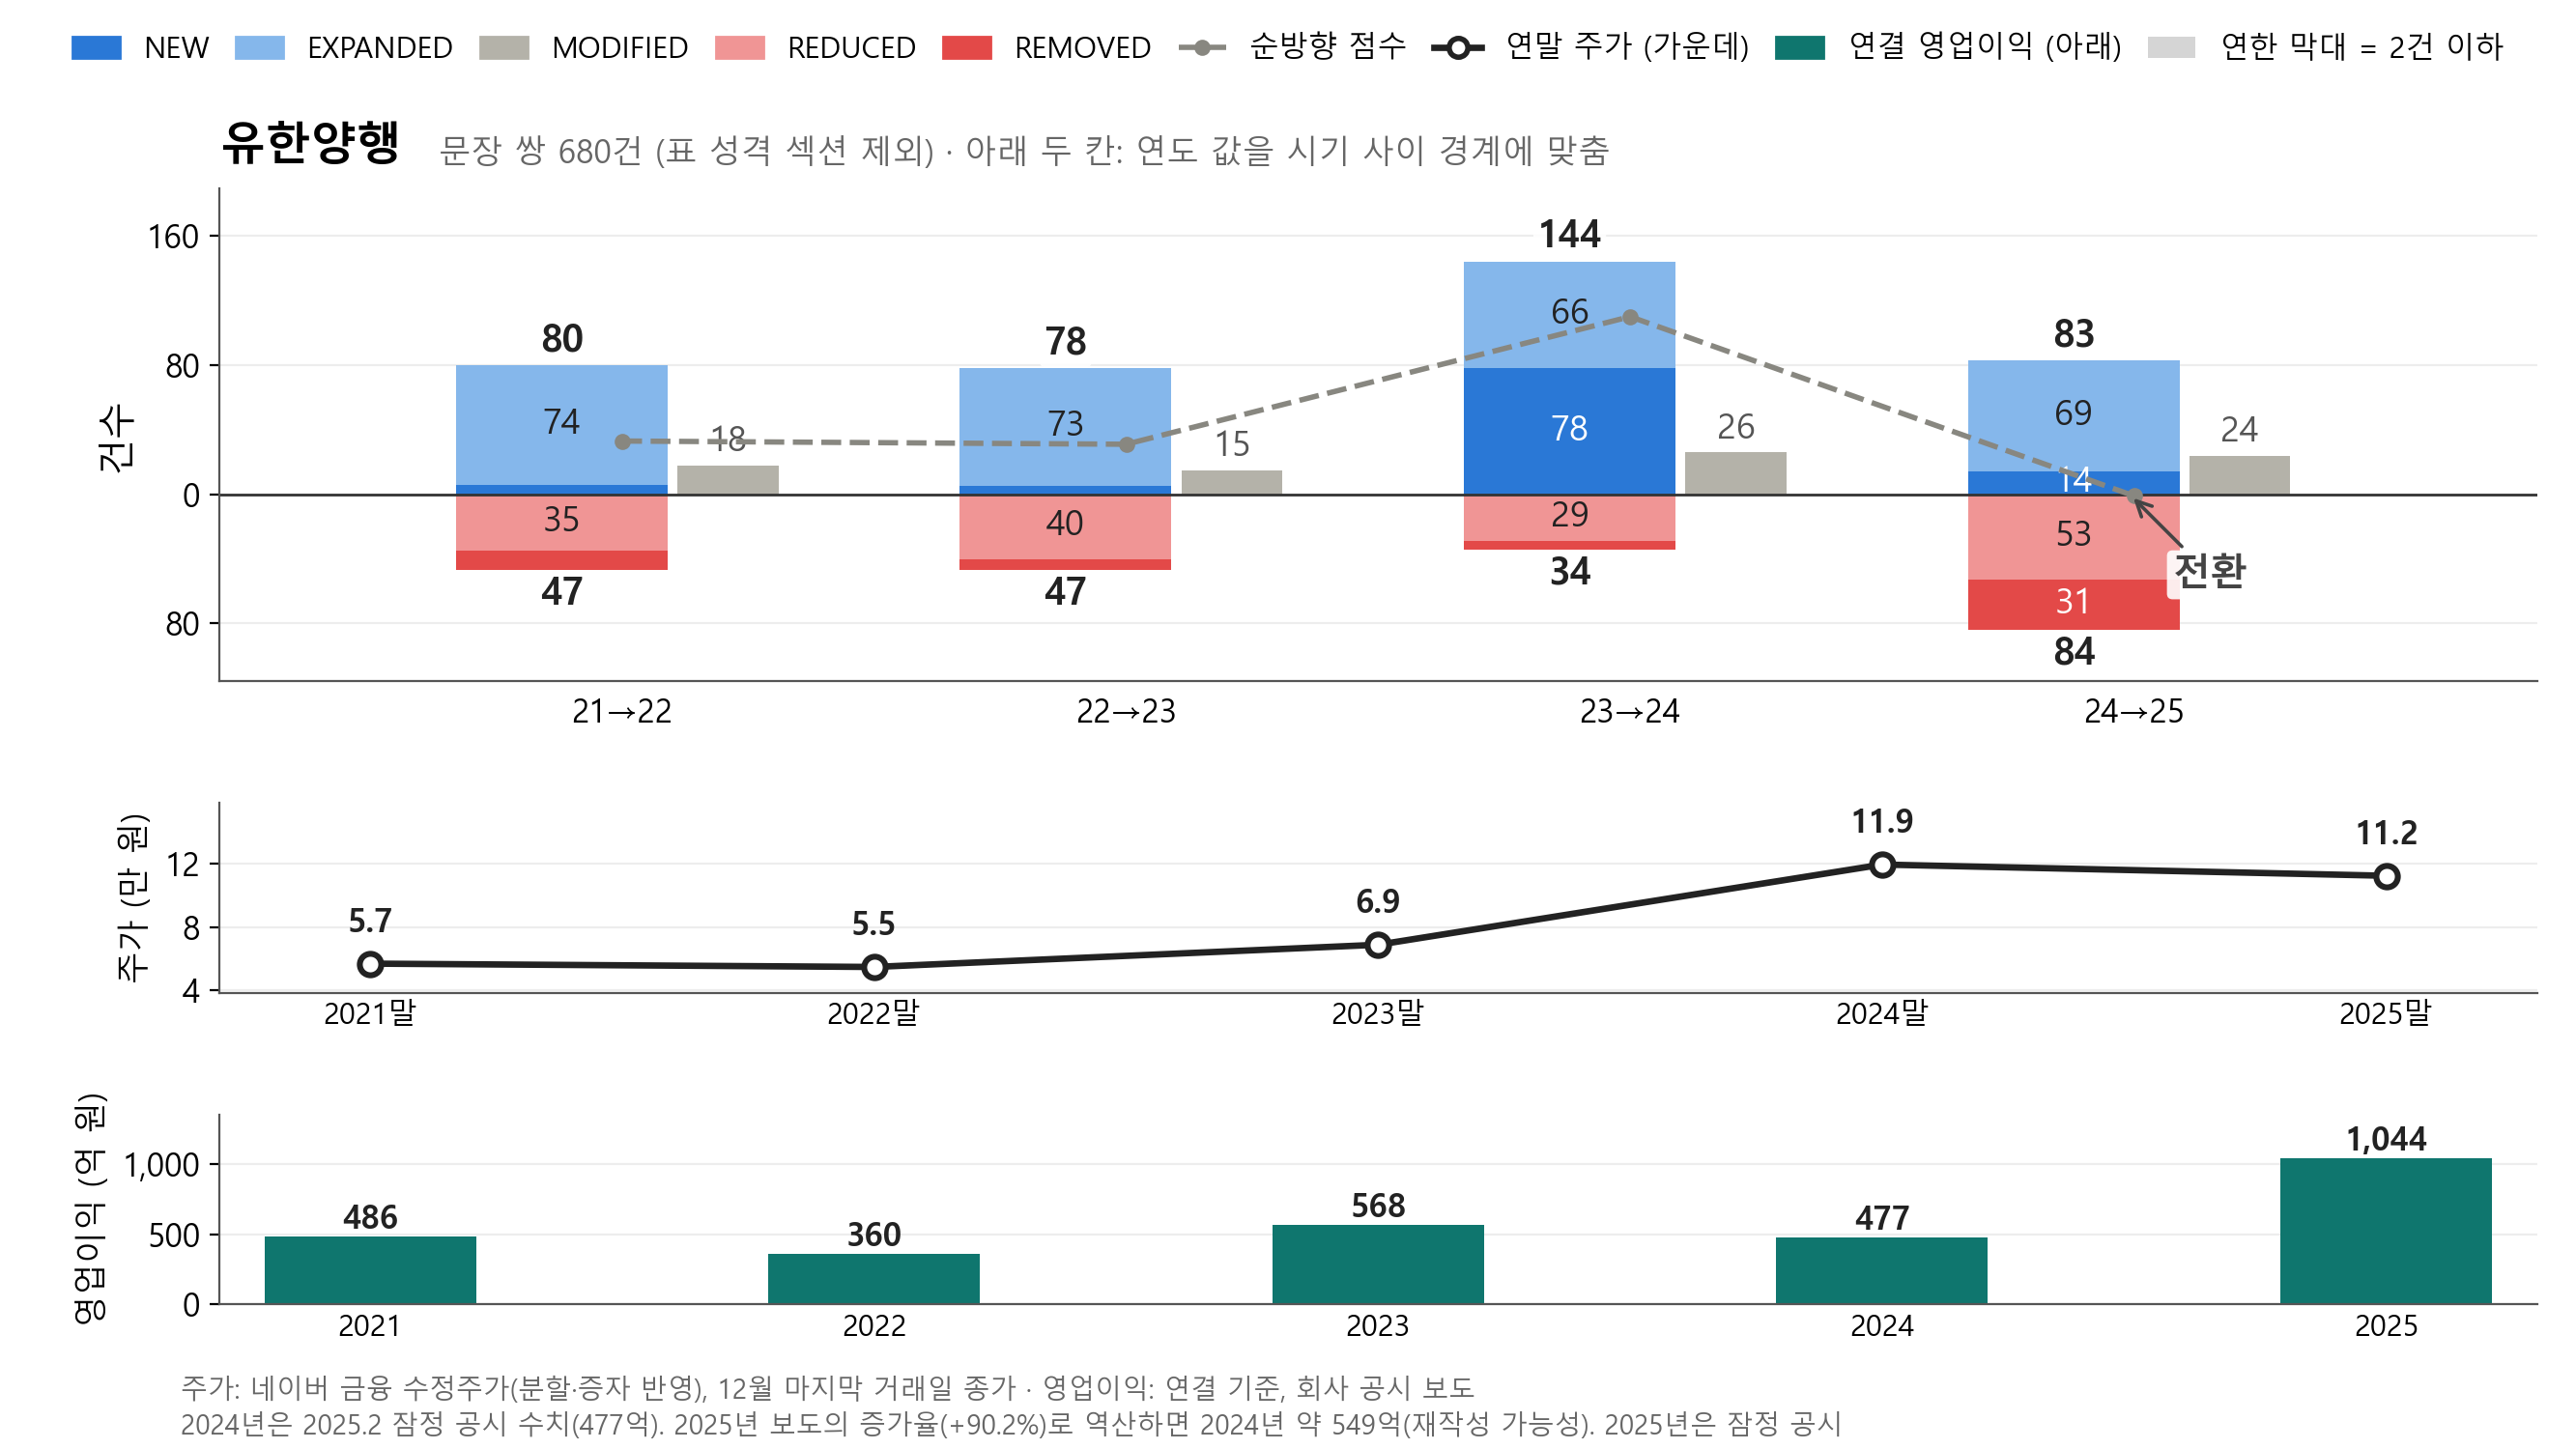 NEW EXPANDED MODIFIED REDUCED REMOVED 순방향 점수 연말 주가 (가운데) 연결 영업이익 (아래) 연한 막대 = 2건 이하
유한양행 문장 쌍 680건 (표 성격 섹션 제외) · 아래 두 칸: 연도 값을 시기 사이 경계에 맞춤
건수
160
80
0
80
80 78 144 83
74 73 66 69
78 14
18 15 26 24
35 40 29 53
31
47 47 34 84
전환
21→22 22→23 23→24 24→25
주가 (만 원)
12
8
4
5.7 5.5 6.9 11.9 11.2
2021말 2022말 2023말 2024말 2025말
영업이익 (억 원)
1,000
500
0
486 360 568 477 1,044
2021 2022 2023 2024 2025
주가: 네이버 금융 수정주가(분할·증자 반영), 12월 마지막 거래일 종가 · 영업이익: 연결 기준, 회사 공시 보도
2024년은 2025.2 잠정 공시 수치(477억). 2025년 보도의 증가율(+90.2%)로 역산하면 2024년 약 549억(재작성 가능성). 2025년은 잠정 공시